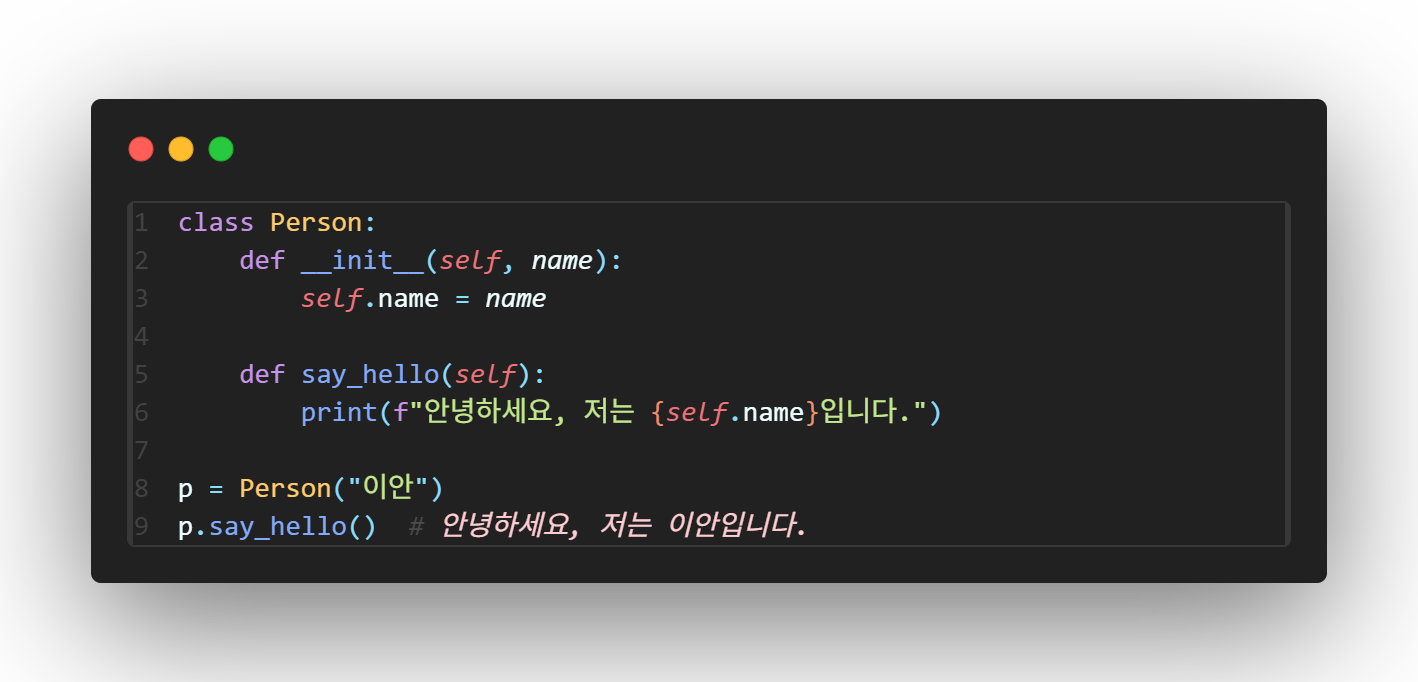 1 class Person:
2     def __init__(self, name):
3         self.name = name
4
5     def say_hello(self):
6         print(f"안녕하세요, 저는 {self.name}입니다.")
7
8 p = Person("이안")
9 p.say_hello()  # 안녕하세요, 저는 이안입니다.